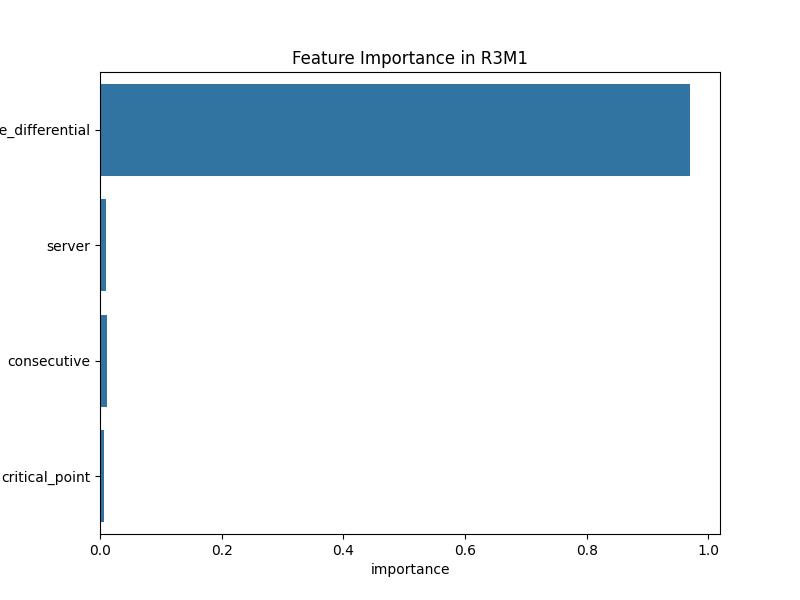 Feature Importance in R3M1
e_differential
server
consecutive
critical_point
0.0 0.2 0.4 0.6 0.8 1.0
importance